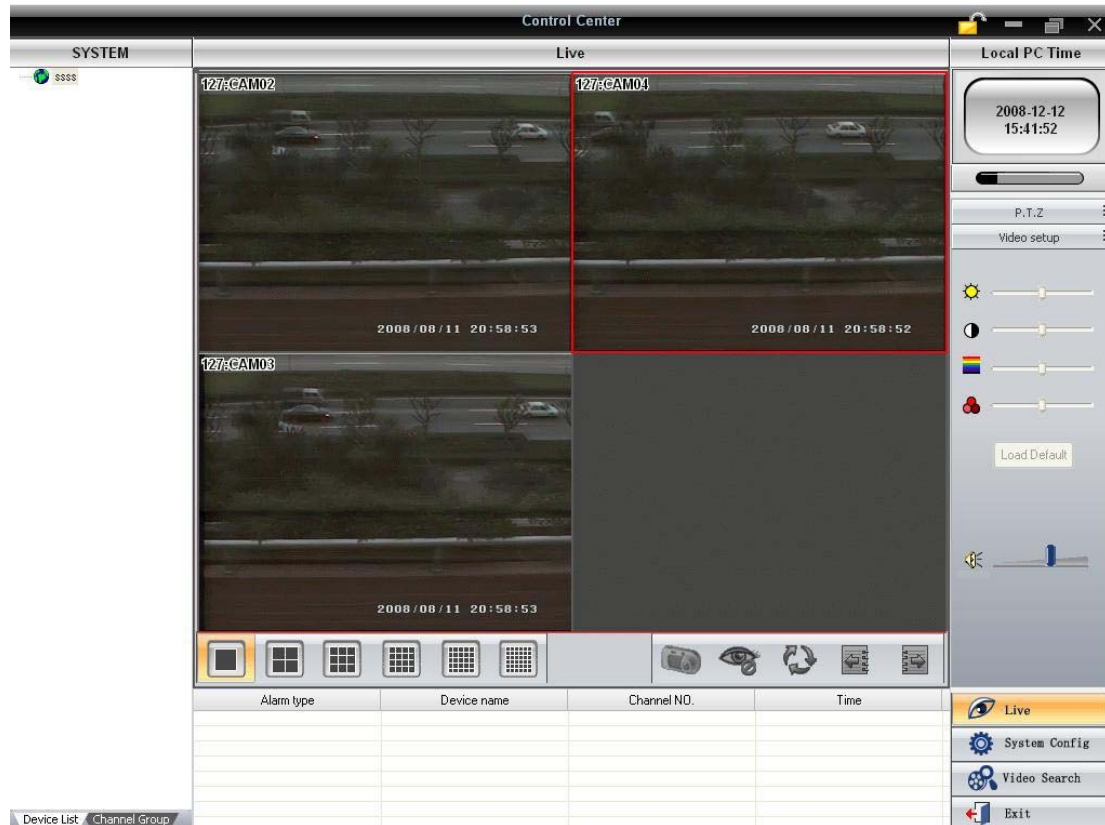 Control Center
SYSTEM
Live
Local PC Time
ssss
127:CAM02
2008/08/11 20:58:53
127:CAM04
2008/08/11 20:58:52
127:CAM03
2008/08/11 20:58:53
2008-12-12
15:41:52
P.T.Z
Video setup
Load Default
Alarm type
Device name
Channel NO.
Time
Live
System Config
Video Search
Exit
Device List
Channel Group